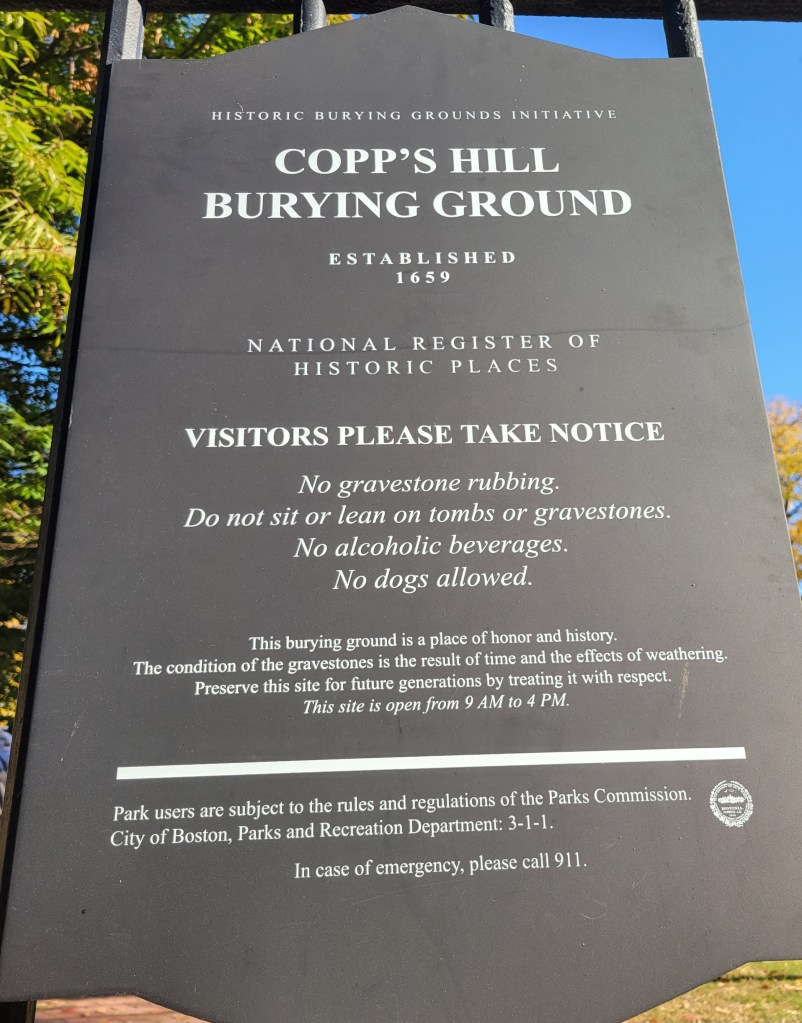 HISTORIC BURYING GROUNDS INITIATIVE
COPP'S HILL
BURYING GROUND
ESTABLISHED
1659
NATIONAL REGISTER OF
HISTORIC PLACES
VISITORS PLEASE TAKE NOTICE
No gravestone rubbing.
Do not sit or lean on tombs or gravestones.
No alcoholic beverages.
No dogs allowed.
This burying ground is a place of honor and history.
The condition of the gravestones is the result of time and the effects of weathering.
Preserve this site for future generations by treating it with respect.
This site is open from 9 AM to 4 PM.
Park users are subject to the rules and regulations of the Parks Commission.
City of Boston, Parks and Recreation Department: 3-1-1.
In case of emergency, please call 911.